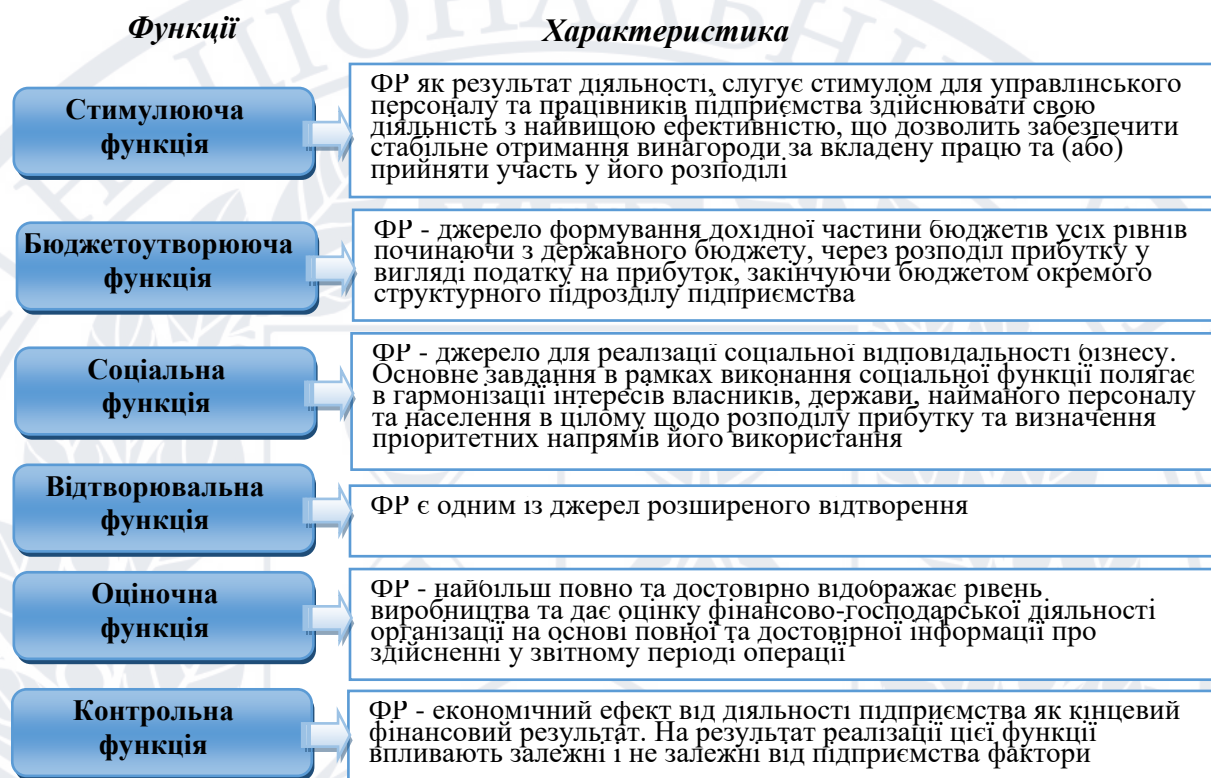 Функції
Характеристика
Стимулююча
функція
ФР як результат діяльності, слугує стимулом для управлінського
персоналу та працівників підприємства здійснювати свою
діяльність з найвищою ефективністю, що дозволить забезпечити
стабільне отримання винагороди за вкладену працю та (або)
прийняти участь у його розподілі
Бюджетоутворююча
функція
ФР - джерело формування дохідної частини бюджетів усіх рівнів
починаючи з державного бюджету, через розподіл прибутку у
вигляді податку на прибуток, закінчуючи бюджетом окремого
структурного підрозділу підприємства
Соціальна
функція
ФР - джерело для реалізації соціальної відповідальності бізнесу.
Основне завдання в рамках виконання соціальної функції полягає
в гармонізації інтересів власників, держави, найманого персоналу
та населення в цілому щодо розподілу прибутку та визначення
пріоритетних напрямів його використання
Відтворювальна
функція
ФР є одним із джерел розширеного відтворення
Оціночна
функція
ФР - найбільш повно та достовірно відображає рівень
виробництва та дає оцінку фінансово-господарської діяльності
організації на основі повної та достовірної інформації про
здійсненні у звітному періоді операції
Контрольна
функція
ФР - економічний ефект від діяльності підприємства як кінцевий
фінансовий результат. На результат реалізації цієї функції
впливають залежні і не залежні від підприємства фактори